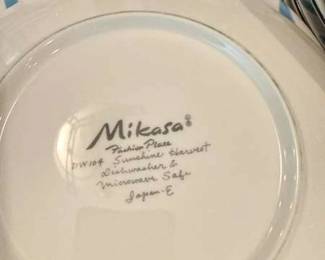 Mikasa®
Fashion Plate
DW104 Sunshine Harvest
Dishwasher &
Microwave Safe
Japan-E